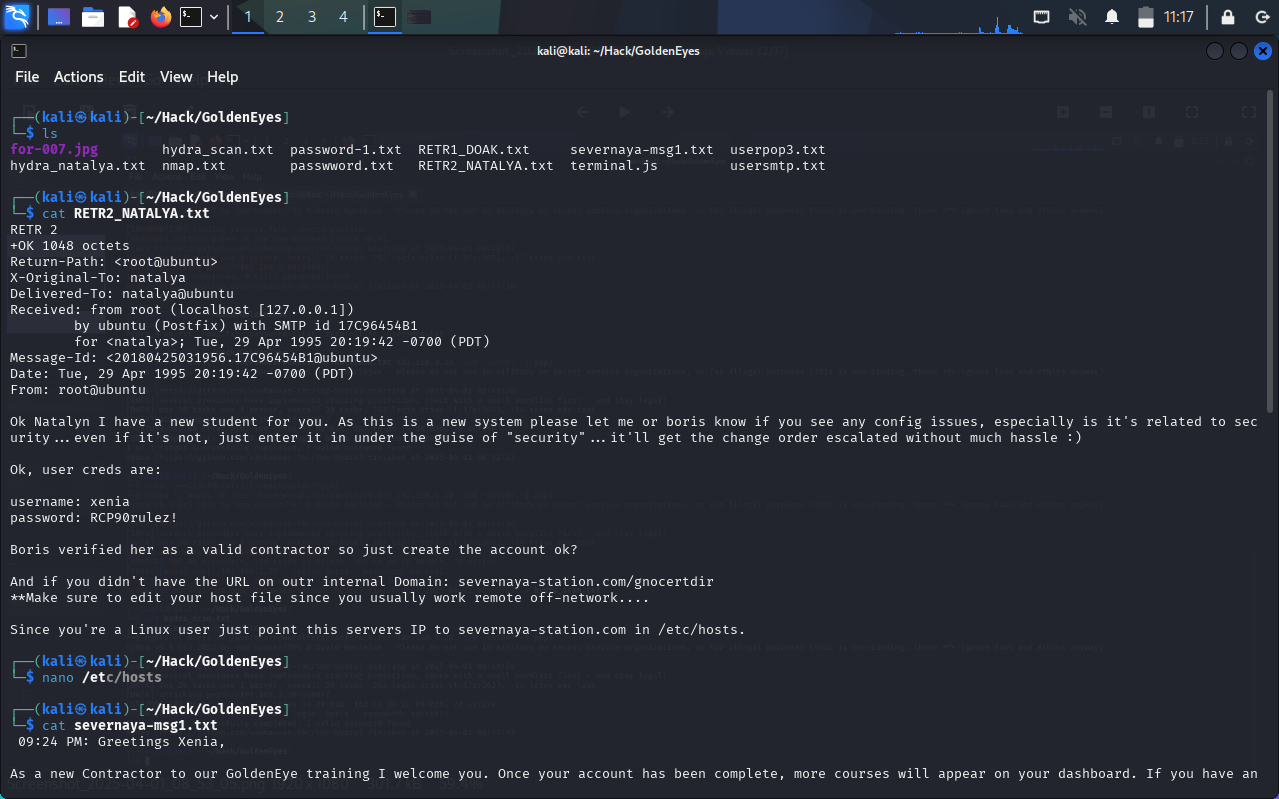 1 2 3 4 11:17
kali@kali: ~/Hack/GoldenEyes
File Actions Edit View Help
┌──(kali㉿kali)-[~/Hack/GoldenEyes]
└─$ ls
for-007.jpg hydra_scan.txt password-1.txt RETR1_DOAK.txt severnaya-msg1.txt userpop3.txt
hydra_natalya.txt nmap.txt passwword.txt RETR2_NATALYA.txt terminal.js usersmtp.txt
┌──(kali㉿kali)-[~/Hack/GoldenEyes]
└─$ cat RETR2_NATALYA.txt
RETR 2
+OK 1048 octets
Return-Path: <root@ubuntu>
X-Original-To: natalya
Delivered-To: natalya@ubuntu
Received: from root (localhost [127.0.0.1])
by ubuntu (Postfix) with SMTP id 17C96454B1
for <natalya>; Tue, 29 Apr 1995 20:19:42 -0700 (PDT)
Message-Id: <20180425031956.17C96454B1@ubuntu>
Date: Tue, 29 Apr 1995 20:19:42 -0700 (PDT)
From: root@ubuntu
Ok Natalyn I have a new student for you. As this is a new system please let me or boris know if you see any config issues, especially is it's related to sec
urity...even if it's not, just enter it in under the guise of "security"...it'll get the change order escalated without much hassle :)
Ok, user creds are:
username: xenia
password: RCP90rulez!
Boris verified her as a valid contractor so just create the account ok?
And if you didn't have the URL on outr internal Domain: severnaya-station.com/gnocertdir
**Make sure to edit your host file since you usually work remote off-network....
Since you're a Linux user just point this servers IP to severnaya-station.com in /etc/hosts.
┌──(kali㉿kali)-[~/Hack/GoldenEyes]
└─$ nano /etc/hosts
┌──(kali㉿kali)-[~/Hack/GoldenEyes]
└─$ cat severnaya-msg1.txt
09:24 PM: Greetings Xenia,
As a new Contractor to our GoldenEye training I welcome you. Once your account has been complete, more courses will appear on your dashboard. If you have an